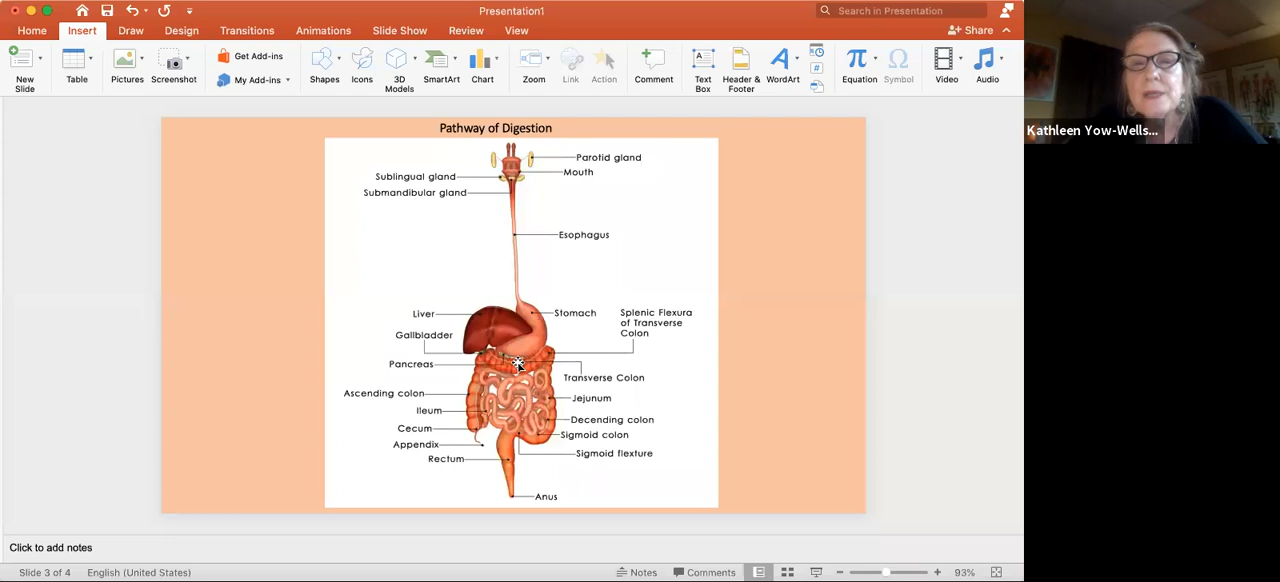 Presentation1
Search in Presentation
Home Insert Draw Design Transitions Animations Slide Show Review View
Share
New Slide
Table
Pictures
Screenshot
Get Add-ins
My Add-ins
Shapes
Icons
3D Models
SmartArt
Chart
Zoom
Link
Action
Comment
Text Box
Header & Footer
WordArt
Equation
Symbol
Video
Audio
Kathleen Yow-Wells...
Pathway of Digestion
Parotid gland
Mouth
Sublingual gland
Submandibular gland
Esophagus
Liver
Stomach
Splenic Flexura
of Transverse
Colon
Gallbladder
Pancreas
Transverse Colon
Ascending colon
Jejunum
Ileum
Decending colon
Cecum
Sigmoid colon
Appendix
Sigmoid flexture
Rectum
Anus
Click to add notes
Slide 3 of 4 English (United States) Notes Comments 93%